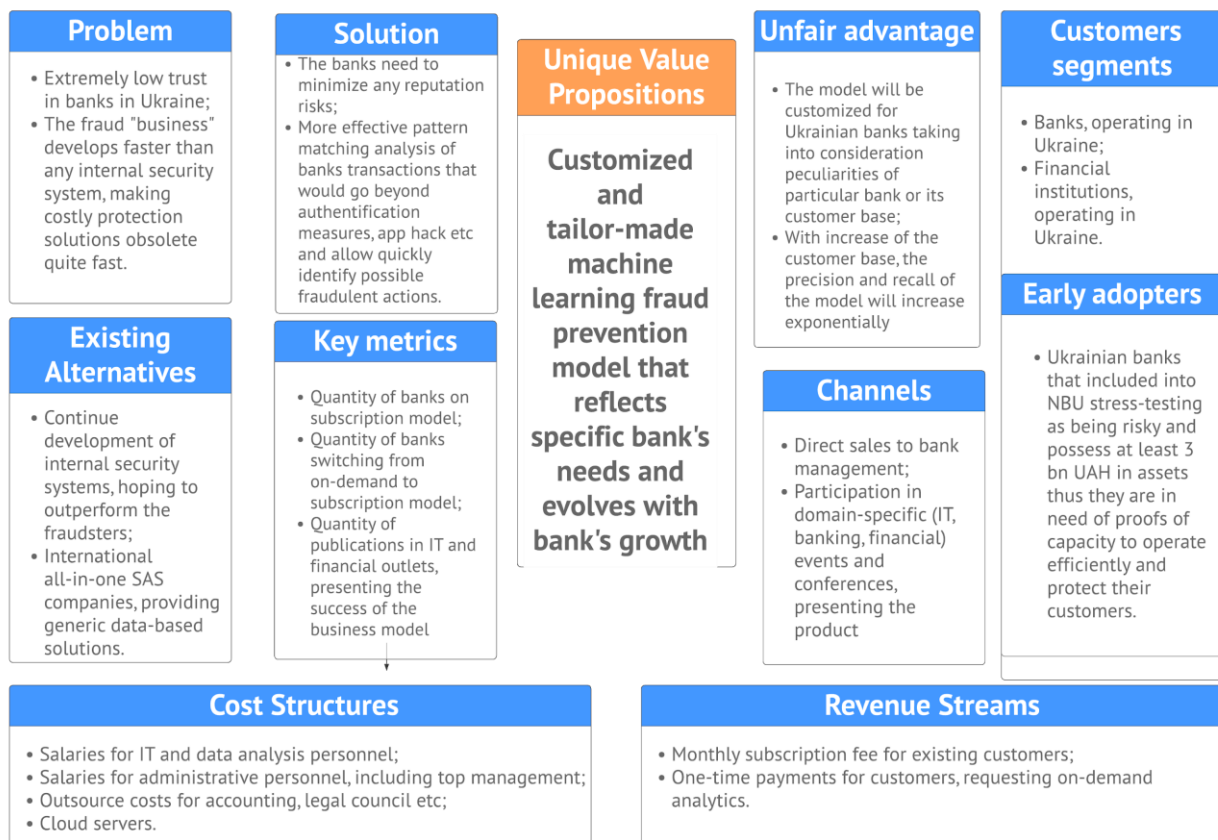 Problem
• Extremely low trust
in banks in Ukraine;
• The fraud "business"
develops faster than
any internal security
system, making
costly protection
solutions obsolete
quite fast.
Existing
Alternatives
• Continue
development of
internal security
systems, hoping to
outperform the
fraudsters;
• International
all-in-one SAS
companies, providing
generic data-based
solutions.
Solution
• The banks need to
minimize any reputation
risks;
• More effective pattern
matching analysis of
banks transactions that
would go beyond
authentification
measures, app hack etc
and allow quickly
identify possible
fraudulent actions.
Key metrics
• Quantity of banks on
subscription model;
• Quantity of banks
switching from
on-demand to
subscription model;
• Quantity of
publications in IT and
financial outlets,
presenting the
success of the
business model
Unique Value
Propositions
Customized
and
tailor-made
machine
learning fraud
prevention
model that
reflects
specific bank's
needs and
evolves with
bank's growth
Unfair advantage
• The model will be
customized for
Ukrainian banks taking
into consideration
peculiarities of
particular bank or its
customer base;
• With increase of the
customer base, the
precision and recall of
the model will increase
exponentially
Channels
• Direct sales to bank
management;
• Participation in
domain-specific (IT,
banking, financial)
events and
conferences,
presenting the
product
Customers
segments
• Banks, operating in
Ukraine;
• Financial
institutions,
operating in
Ukraine.
Early adopters
• Ukrainian banks
that included into
NBU stress-testing
as being risky and
possess at least 3
bn UAH in assets
thus they are in
need of proofs of
capacity to operate
efficiently and
protect their
customers.
Cost Structures
• Salaries for IT and data analysis personnel;
• Salaries for administrative personnel, including top management;
• Outsource costs for accounting, legal council etc;
• Cloud servers.
Revenue Streams
• Monthly subscription fee for existing customers;
• One-time payments for customers, requesting on-demand
analytics.